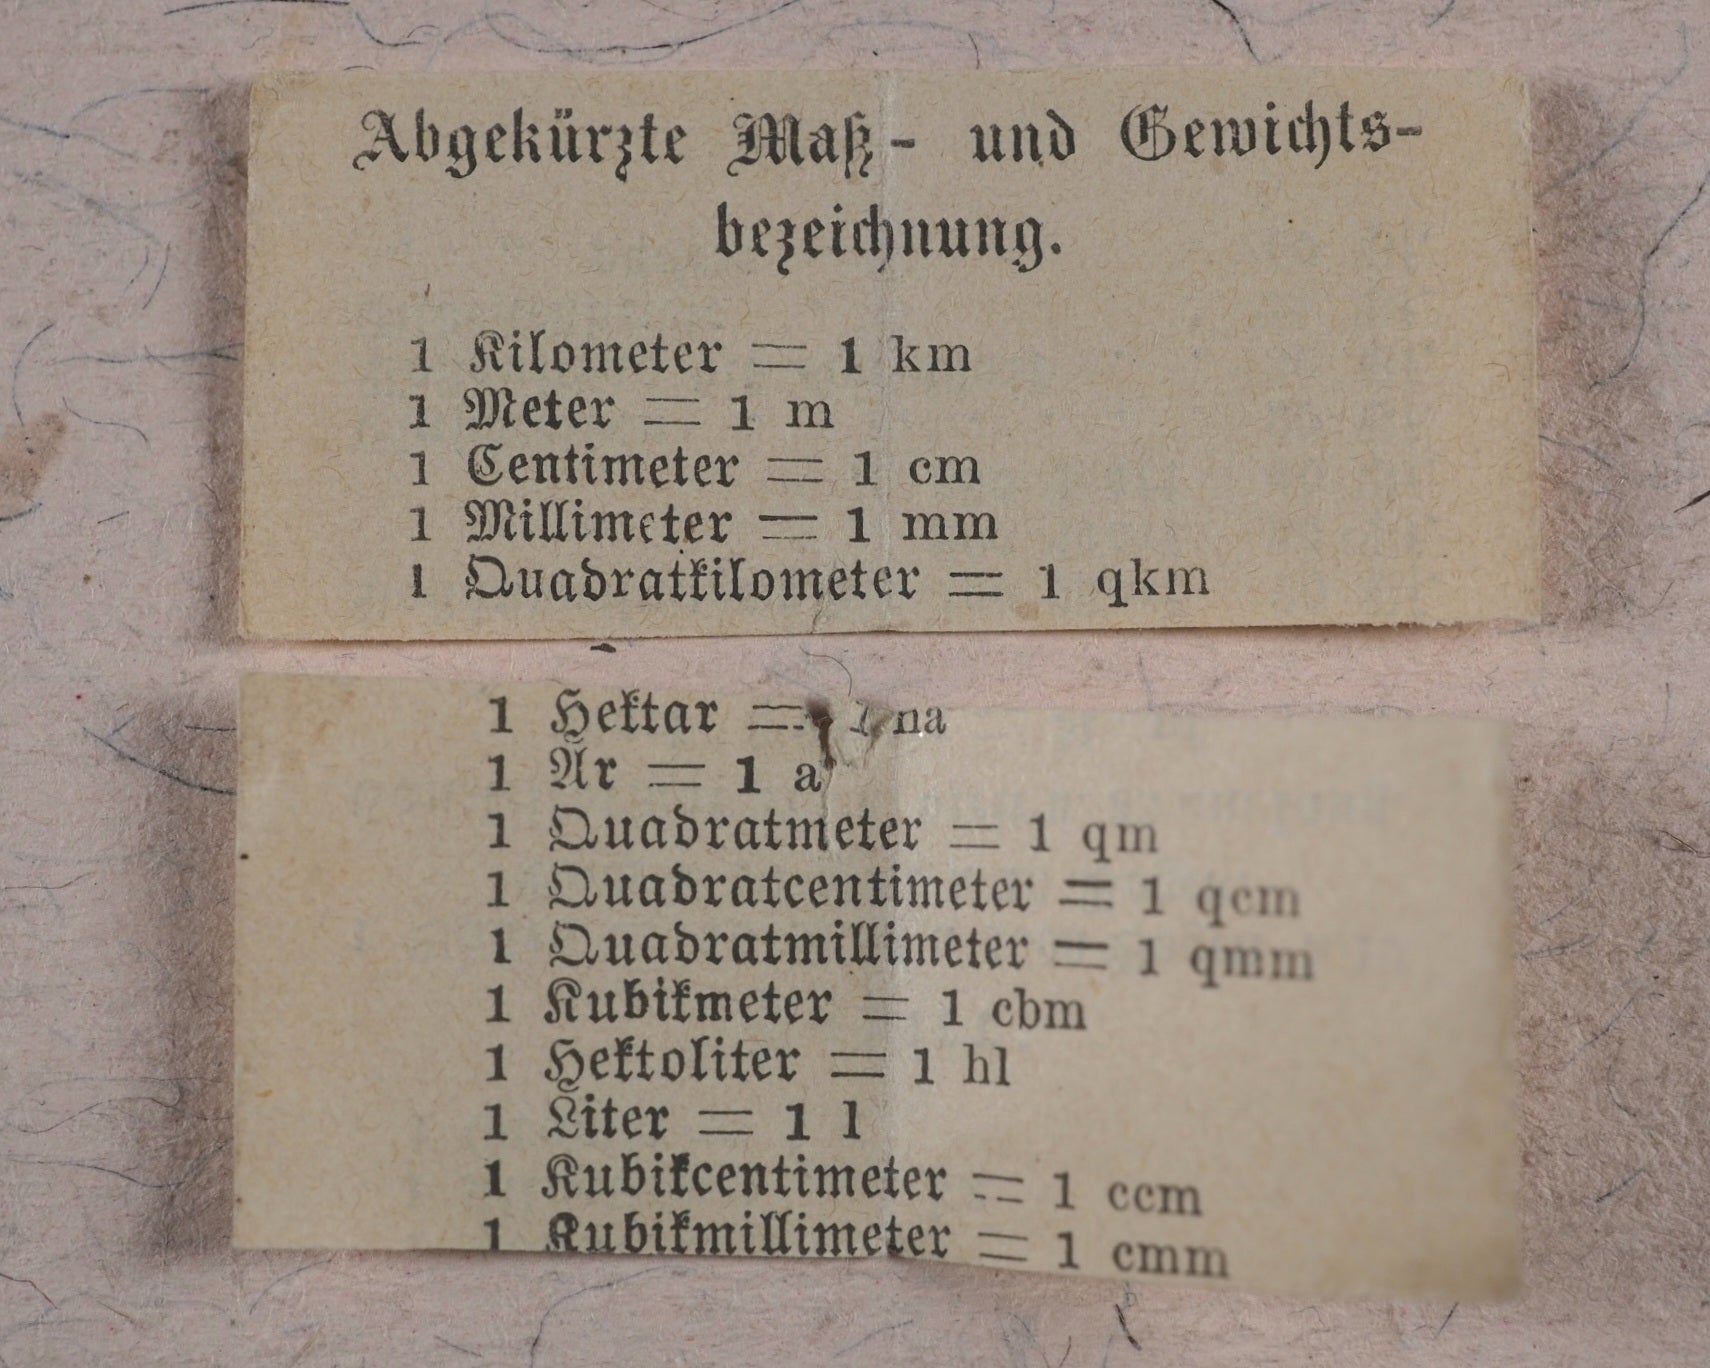 Abgekürzte Maß- und Gewichts-
bezeichnung.
1 Kilometer = 1 km
1 Meter = 1 m
1 Centimeter = 1 cm
1 Millimeter = 1 mm
1 Quadratkilometer = 1 qkm
1 Hektar = 1 ha
1 Ar = 1 a
1 Quadratmeter = 1 qm
1 Quadratcentimeter = 1 qcm
1 Quadratmillimeter = 1 qmm
1 Kubikmeter = 1 cbm
1 Hektoliter = 1 hl
1 Liter = 1 l
1 Kubikcentimeter = 1 ccm
1 Kubikmillimeter = 1 cmm